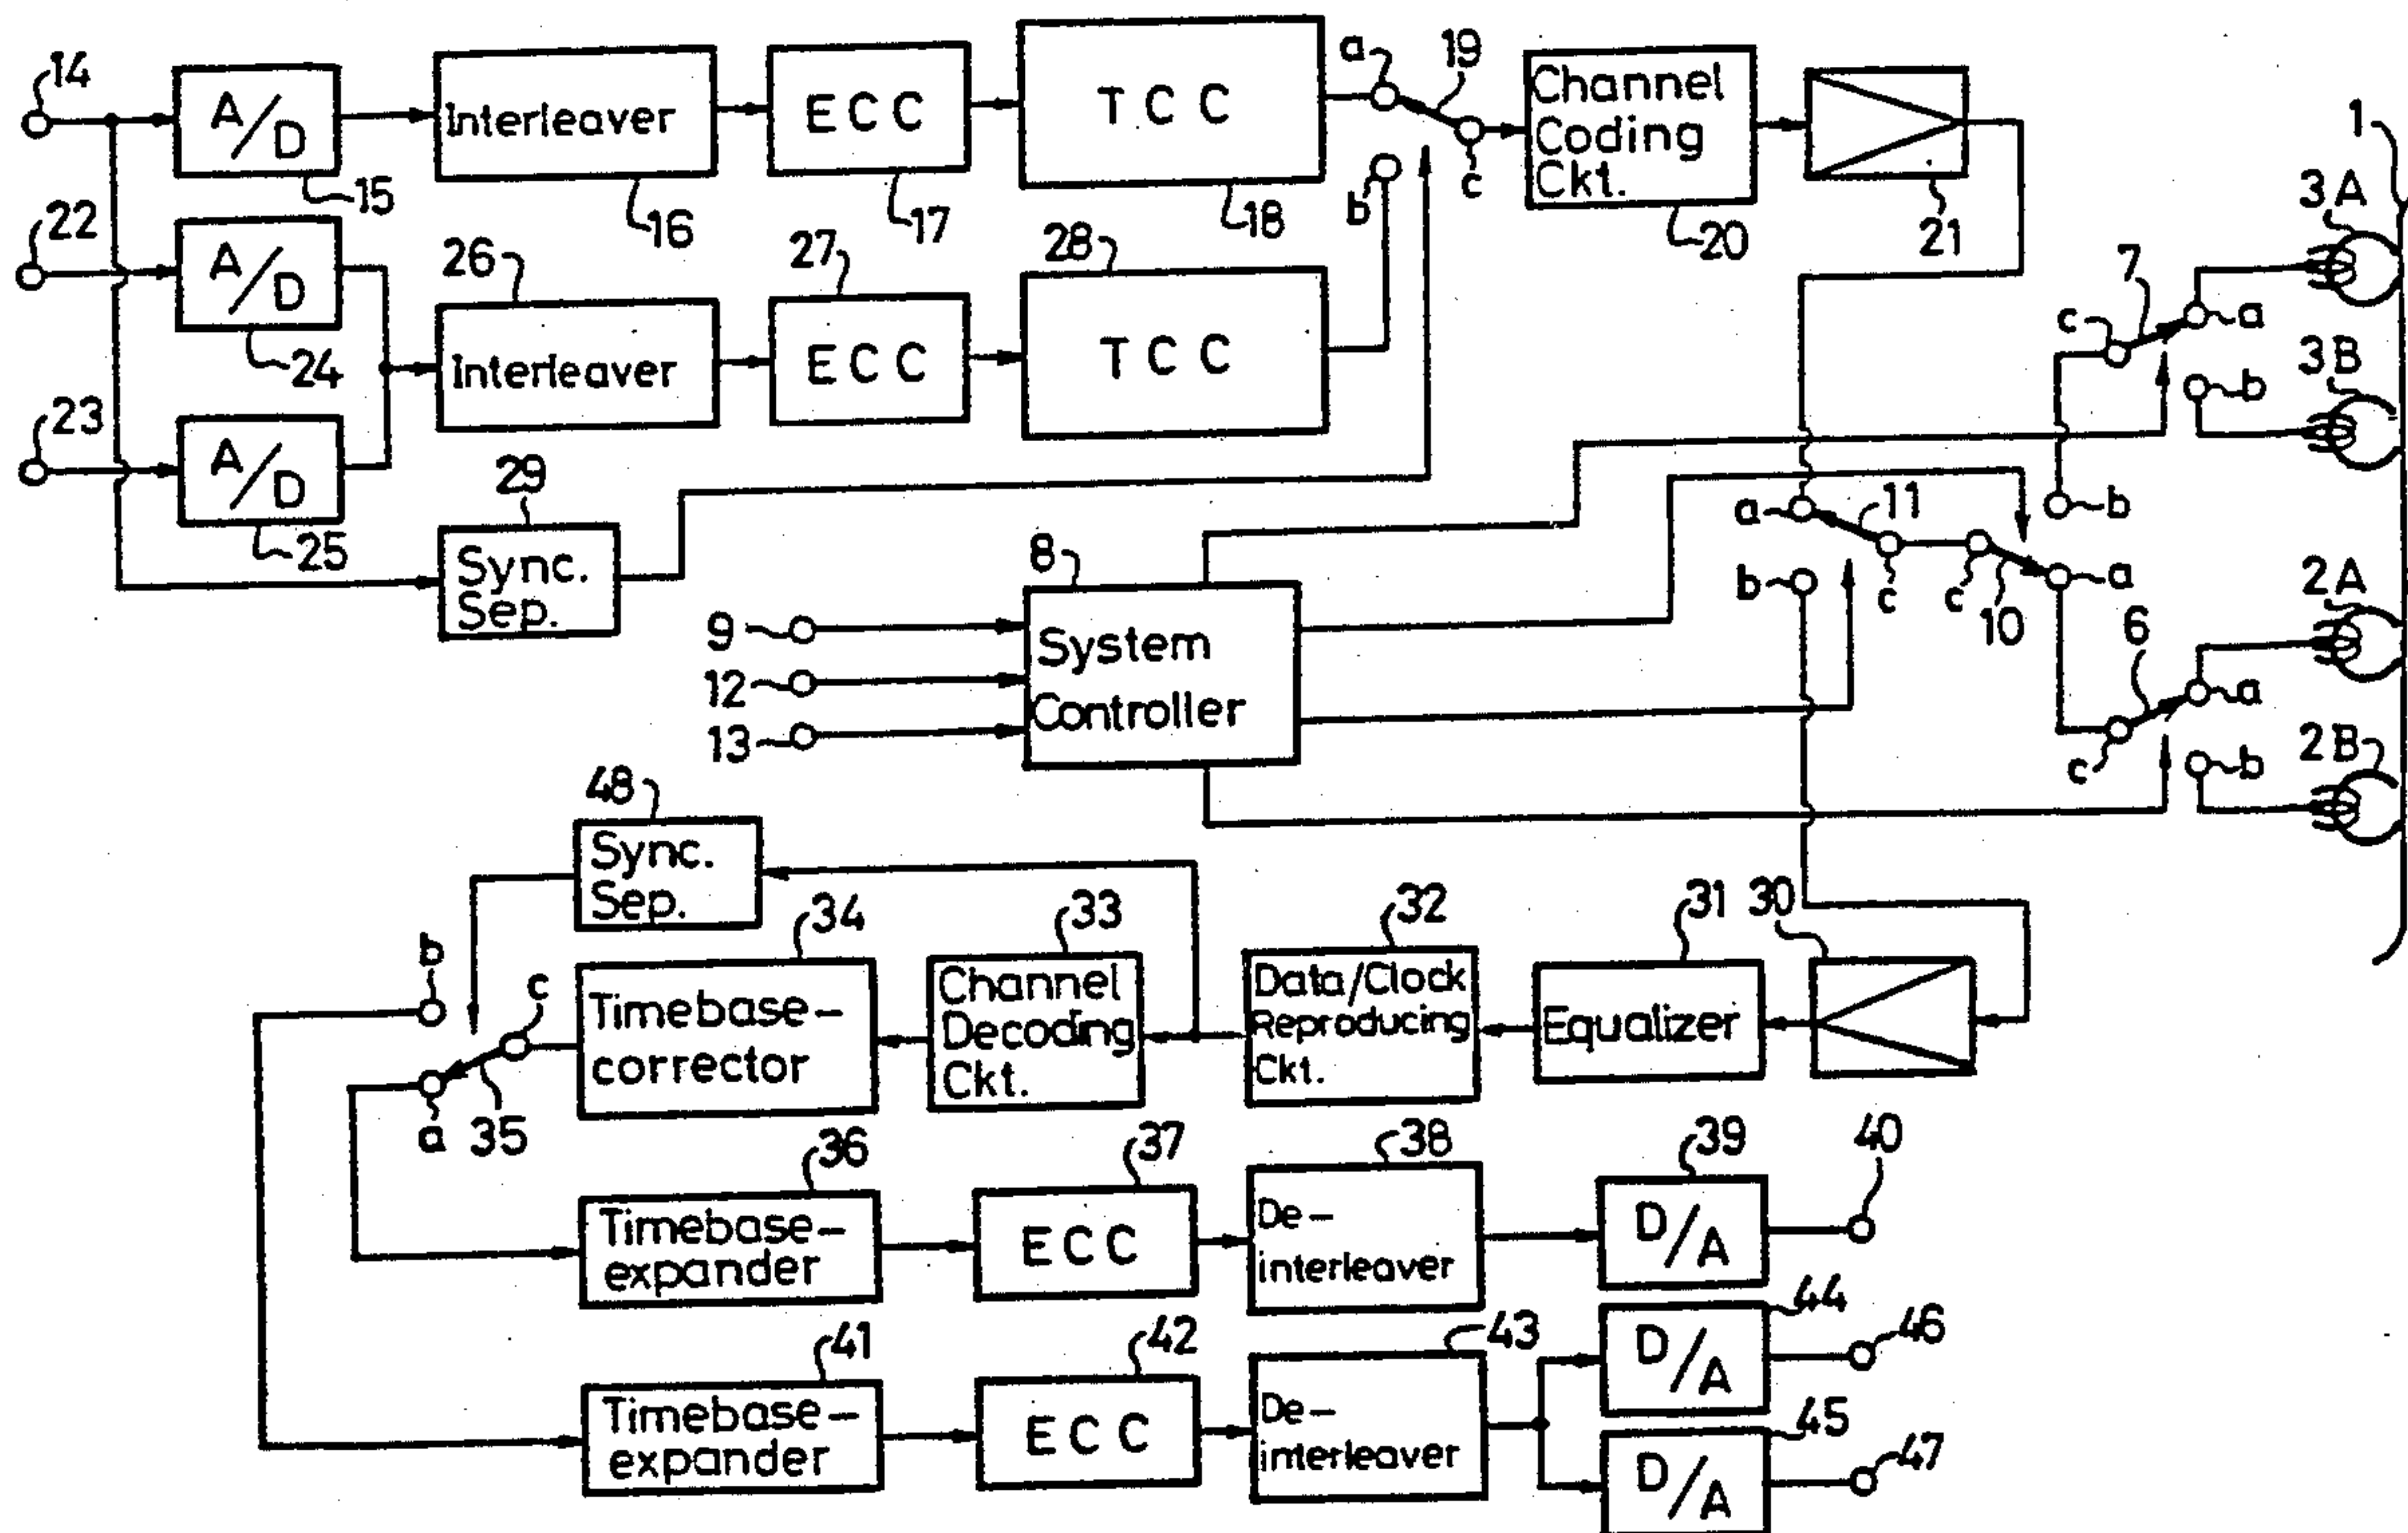 14
A/D
15
Interleaver
16
ECC
17
TCC
18
a
19
b
c
Channel
Coding
Ckt.
20
21
1
3A
22
A/D
24
26
Interleaver
27
ECC
28
TCC
7
c
a
3B
b
23
A/D
25
29
Sync.
Sep.
a
11
b
c
c
10
b
a
8
System
Controller
9
12
13
6
2A
a
c
b
2B
48
Sync.
Sep.
b
c
a
35
34
Timebase-
corrector
33
Channel
Decoding
Ckt.
32
Data/Clock
Reproducing
Ckt.
31
Equalizer
30
36
Timebase-
expander
37
ECC
38
De-
interleaver
39
D/A
40
41
Timebase-
expander
42
ECC
43
De-
interleaver
44
D/A
46
45
D/A
47